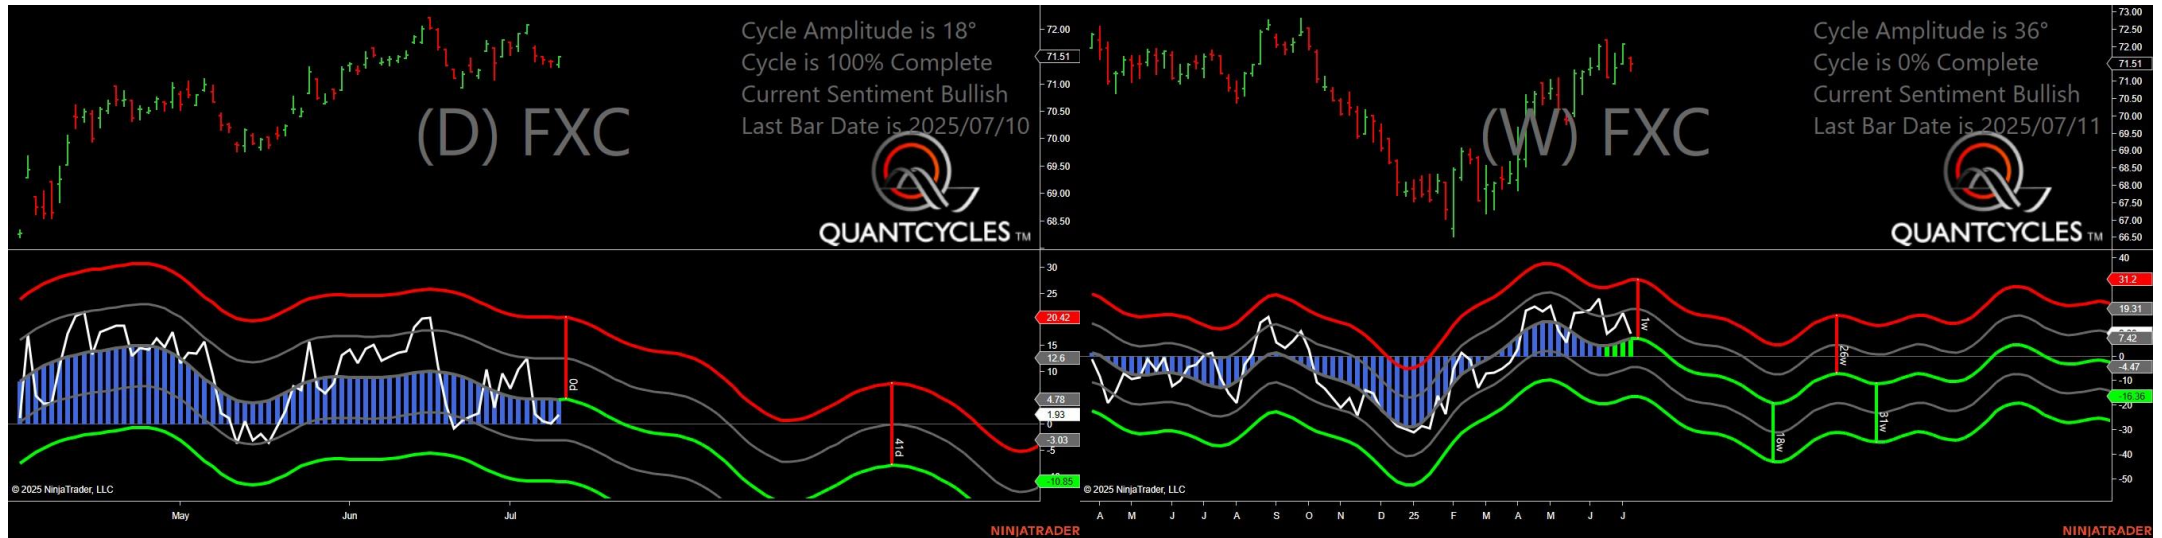 Cycle Amplitude is 18°
Cycle is 100% Complete
Current Sentiment Bullish
Last Bar Date is 2025/07/10
(D) FXC
QUANTCYCLES TM
72.00
71.51
71.00
70.50
70.00
69.50
69.00
68.50
30
25
20.42
15
12.6
10
4.78
1.93
0
-3.03
-5
-10.85
0d
41d
© 2025 NinjaTrader, LLC
May Jun Jul
NINJATRADER
Cycle Amplitude is 36°
Cycle is 0% Complete
Current Sentiment Bullish
Last Bar Date is 2025/07/11
(W) FXC
QUANTCYCLES TM
73.00
72.50
72.00
71.51
71.00
70.50
70.00
69.50
69.00
68.50
68.00
67.50
67.00
66.50
40
31.2
19.31
7.42
0
-4.47
-10
-16.36
-20
-30
-40
-50
1w
26w
18w
31w
© 2025 NinjaTrader, LLC
A M J J A S O N D 25 F M A M J J
NINJATRADER